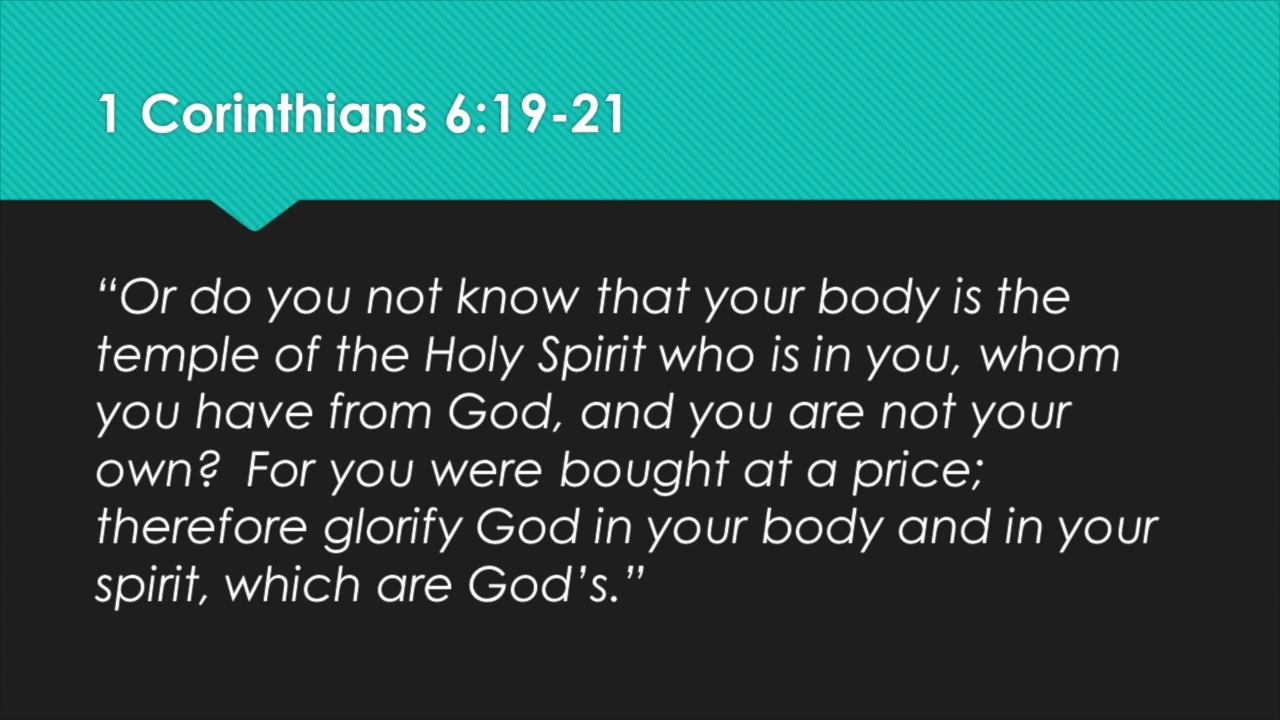 1 Corinthians 6:19-21
“Or do you not know that your body is the
temple of the Holy Spirit who is in you, whom
you have from God, and you are not your
own?  For you were bought at a price;
therefore glorify God in your body and in your
spirit, which are God’s.”